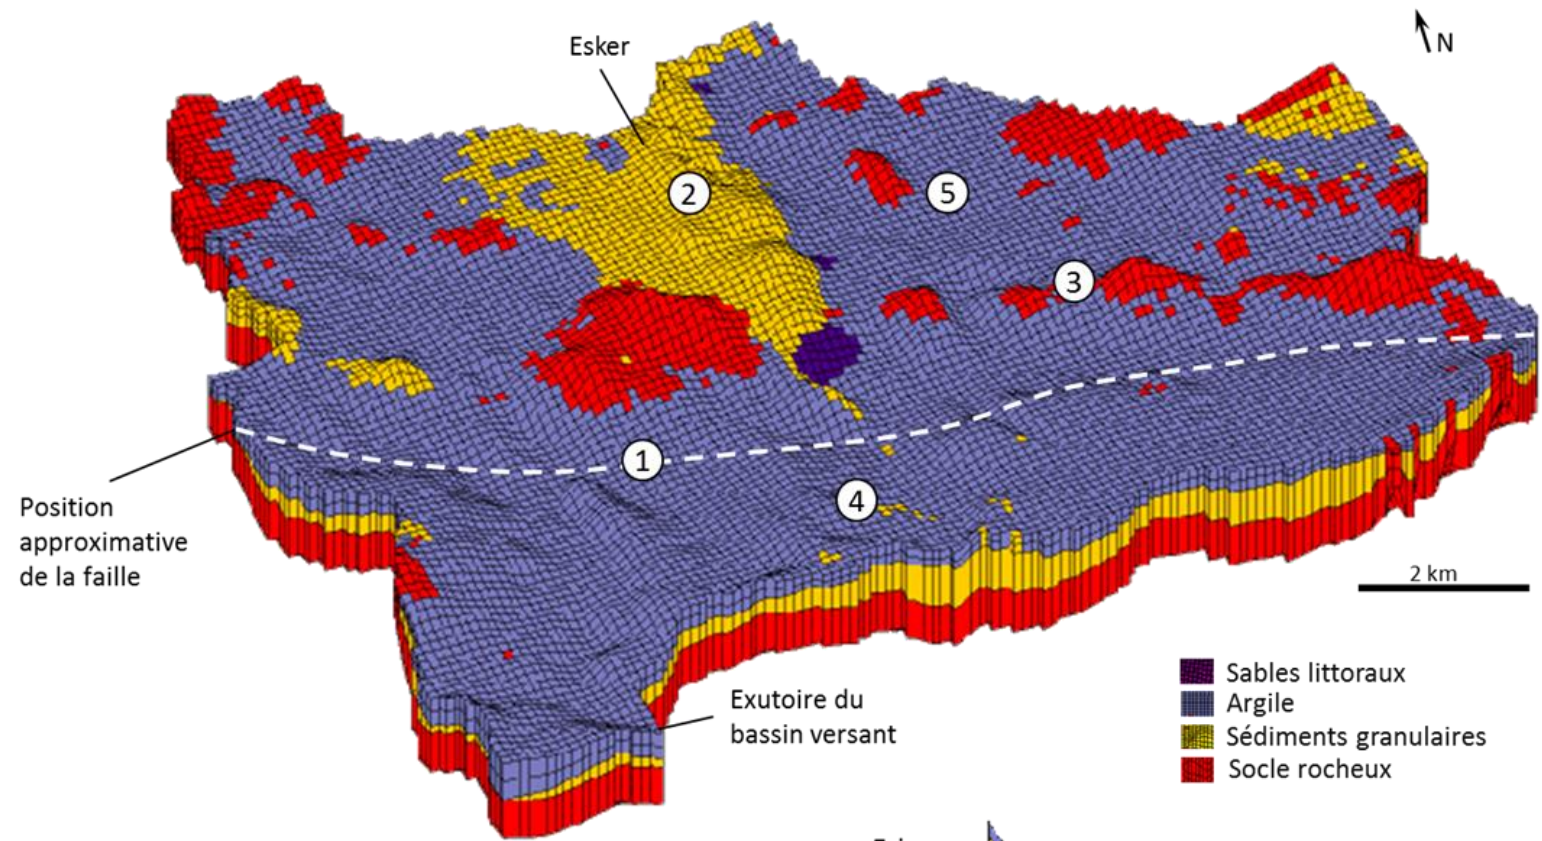 Esker
N
2
5
3
1
4
Position
approximative
de la faille
2 km
Sables littoraux
Argile
Sédiments granulaires
Socle rocheux
Exutoire du
bassin versant